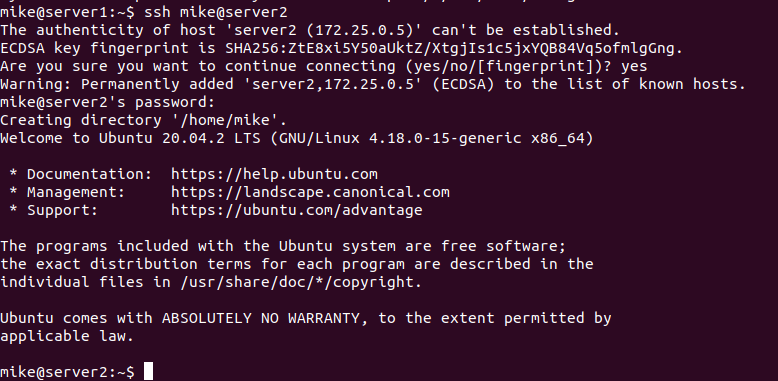 mike@server1:~$ ssh mike@server2
The authenticity of host 'server2 (172.25.0.5)' can't be established.
ECDSA key fingerprint is SHA256:ZtE8xi5Y50aUktZ/XtgjIs1c5jxYQB84Vq5ofmlgGng.
Are you sure you want to continue connecting (yes/no/[fingerprint])? yes
Warning: Permanently added 'server2,172.25.0.5' (ECDSA) to the list of known hosts.
mike@server2's password:
Creating directory '/home/mike'.
Welcome to Ubuntu 20.04.2 LTS (GNU/Linux 4.18.0-15-generic x86_64)

 * Documentation:  https://help.ubuntu.com
 * Management:     https://landscape.canonical.com
 * Support:        https://ubuntu.com/advantage

The programs included with the Ubuntu system are free software;
the exact distribution terms for each program are described in the
individual files in /usr/share/doc/*/copyright.

Ubuntu comes with ABSOLUTELY NO WARRANTY, to the extent permitted by
applicable law.

mike@server2:~$